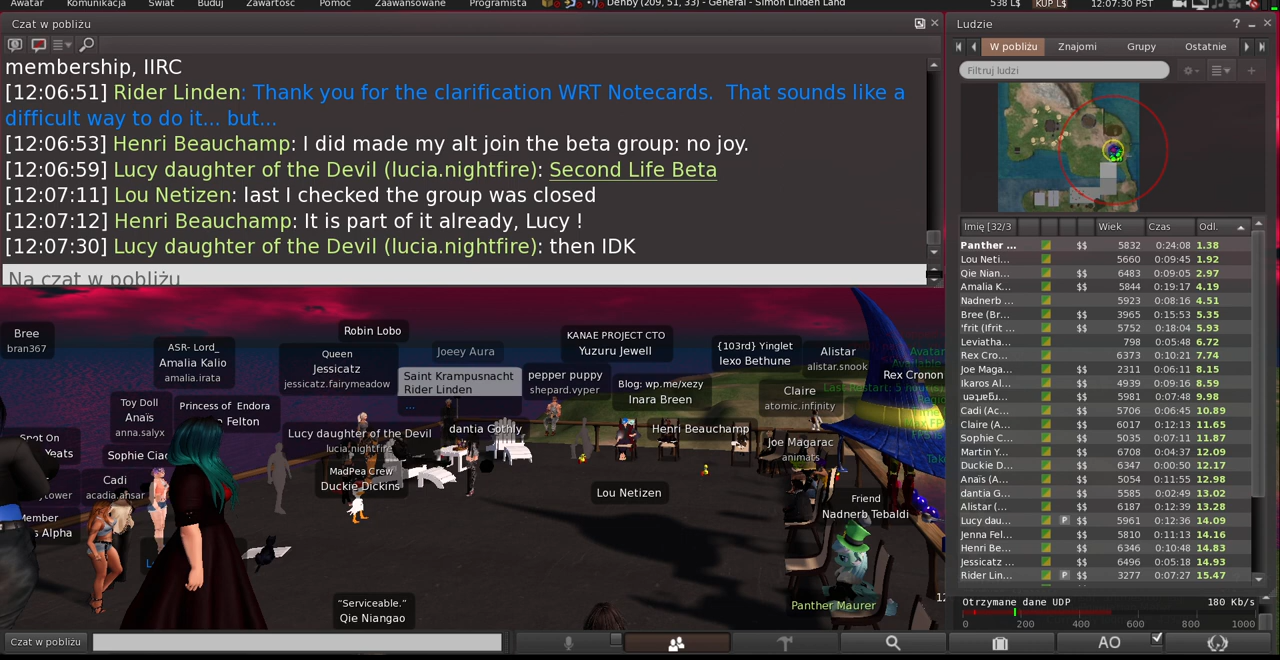 Awatar Komunikacja Świat Buduj Zawartość Pomoc Zaawansowane Programista Denby (209, 51, 33) - General - Simon Linden Land 538 L$ KUP L$ 12:07:30 PST
Czat w pobliżu
membership, IIRC
[12:06:51] Rider Linden: Thank you for the clarification WRT Notecards. That sounds like a
difficult way to do it... but...
[12:06:53] Henri Beauchamp: I did made my alt join the beta group: no joy.
[12:06:59] Lucy daughter of the Devil (lucia.nightfire): Second Life Beta
[12:07:11] Lou Netizen: last I checked the group was closed
[12:07:12] Henri Beauchamp: It is part of it already, Lucy !
[12:07:30] Lucy daughter of the Devil (lucia.nightfire): then IDK
Na czat w pobliżu
Bree
bran367
ASR- Lord_
Amalia Kalio
amalia.irata
Robin Lobo
Queen
Jessicatz
jessicatz.fairymeadow
Joeey Aura
Saint Krampusnacht
Rider Linden
...
KANAE PROJECT CTO
Yuzuru Jewell
pepper puppy
shepard.vyper
Blog: wp.me/xezy
Inara Breen
{103rd} Yinglet
Iexo Bethune
Alistar
alistar.snook
Rex Cronon
Claire
atomic.infinity
Toy Doll
Anaïs
anna.salyx
Princess of Endora
Felton
Lucy daughter of the Devil
lucia.nightfire
dantia Gothly
Henri Beauchamp
Joe Magarac
animats
Spot On
Yeats
Sophie
Cadi
acadia.ahsar
MadPea Crew
Duckie Dickins
Lou Netizen
Friend
Nadnerb Tebaldi
Member
s Alpha
"Serviceable."
Qie Niangao
Panther Maurer
Czat w pobliżu
Ludzie
W pobliżu Znajomi Grupy Ostatnie
Filtruj ludzi
Imię [32/3 Wiek Czas Odl.
Panther ... $$ 5832 0:24:08 1.38
Lou Neti... 5660 0:09:45 1.92
Qie Nian... $$ 6483 0:09:05 2.97
Amalia K... $$ 5844 0:19:17 4.19
Nadnerb ... 5923 0:08:16 4.51
Bree (Br... $$ 3965 0:15:53 5.35
'frit (Ifrit ... $$ 5752 0:18:04 5.93
Leviatha... 798 0:05:48 6.72
Rex Cro... 6373 0:10:21 7.74
Joe Maga... $$ 2311 0:06:11 8.15
Ikaros Al... $$ 4939 0:09:16 8.59
$$ 5981 0:07:48 9.98
Cadi (Ac... $$ 5706 0:06:45 10.89
Claire (A... $$ 6017 0:12:13 11.65
Sophie C... $$ 5035 0:07:11 11.87
Martin Y... $$ 6708 0:04:37 12.09
Duckie D... $$ 6347 0:00:50 12.17
Anaïs (A... $$ 5054 0:11:55 12.98
dantia G... $$ 5585 0:02:49 13.02
Alistar (... $$ 6187 0:12:39 13.28
Lucy dau... P $$ 5961 0:12:36 14.09
Jenna Fel... $$ 5810 0:11:13 14.16
Henri Be... $$ 6346 0:10:48 14.83
Jessicatz ... $$ 6496 0:05:18 14.93
Rider Lin... P $$ 3277 0:07:27 15.47
Otrzymane dane UDP 180 Kb/s
0 200 400 600 800 1000
AO